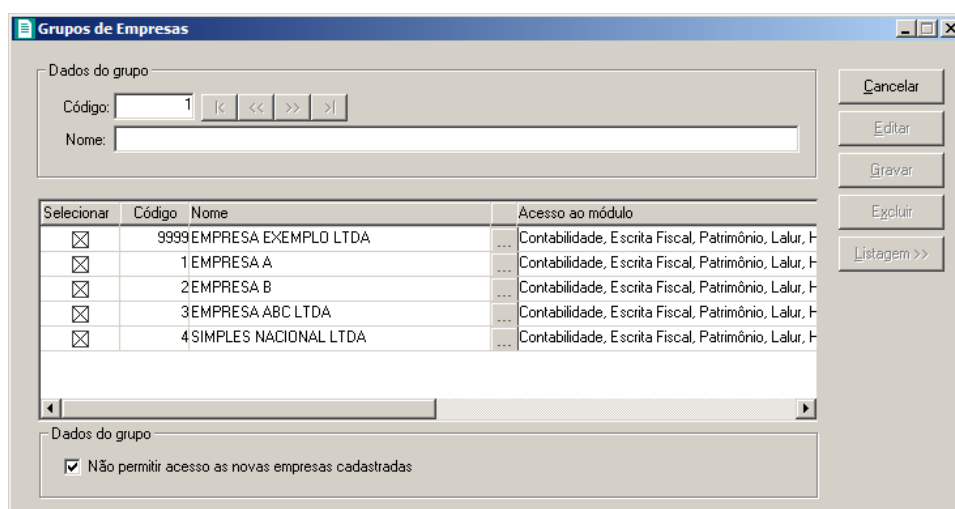 Grupos de Empresas
Dados do grupo
Código: 1 |< << >> >|
Nome:
Cancelar
Editar
Gravar
Excluir
Listagem >>
Selecionar Código Nome Acesso ao módulo
9999 EMPRESA EXEMPLO LTDA ... Contabilidade, Escrita Fiscal, Patrimônio, Lalur, H
1 EMPRESA A ... Contabilidade, Escrita Fiscal, Patrimônio, Lalur, H
2 EMPRESA B ... Contabilidade, Escrita Fiscal, Patrimônio, Lalur, H
3 EMPRESA ABC LTDA ... Contabilidade, Escrita Fiscal, Patrimônio, Lalur, H
4 SIMPLES NACIONAL LTDA ... Contabilidade, Escrita Fiscal, Patrimônio, Lalur, H
Dados do grupo
Não permitir acesso as novas empresas cadastradas